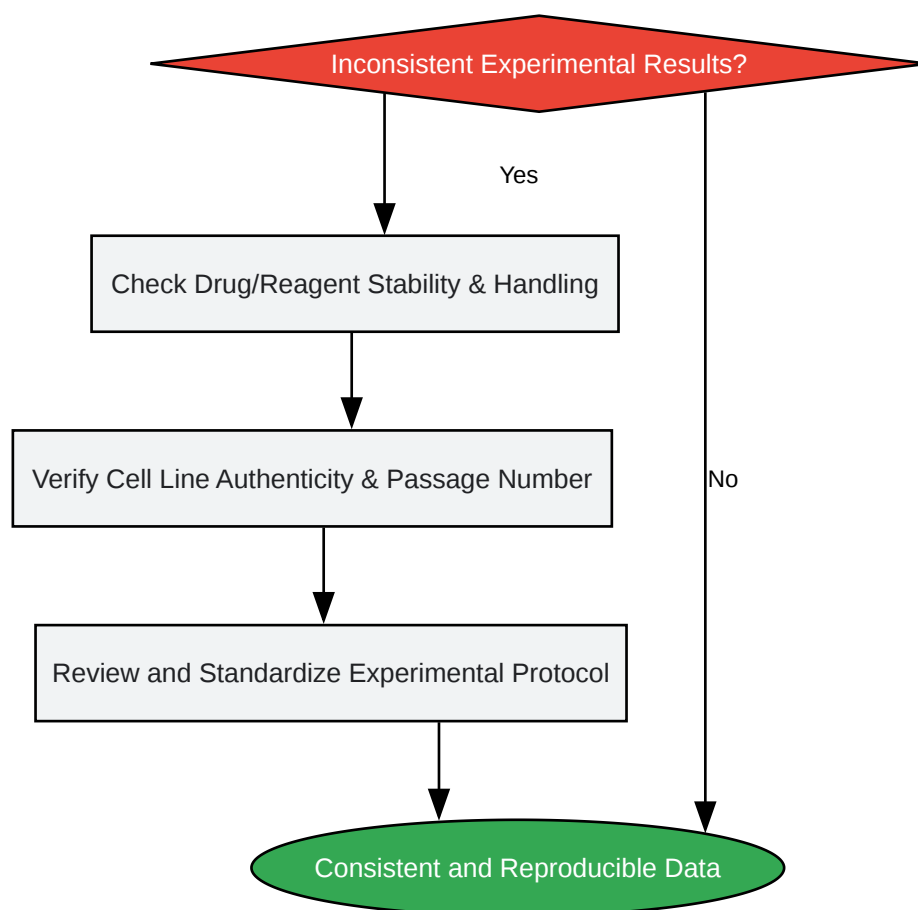 Inconsistent Experimental Results?
Yes
Check Drug/Reagent Stability & Handling
Verify Cell Line Authenticity & Passage Number
No
Review and Standardize Experimental Protocol
Consistent and Reproducible Data